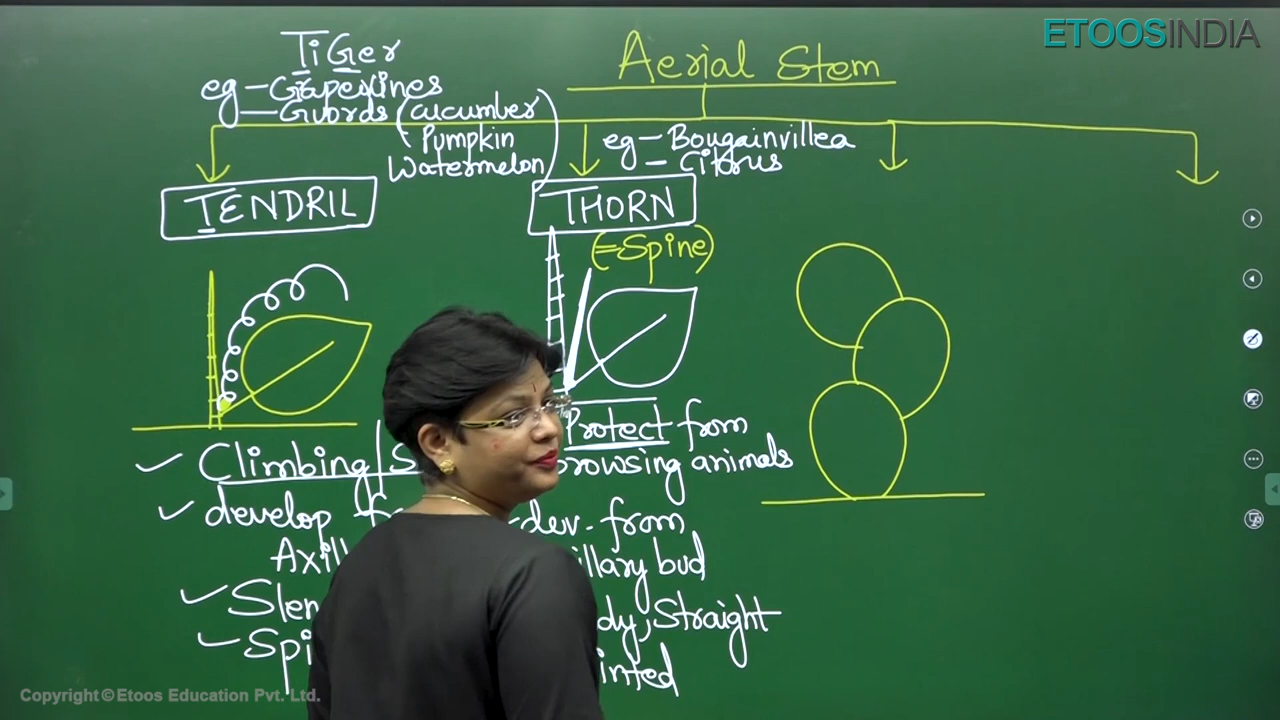 ETOOSINDIA
TiGer
Aerial Stem
eg - Grapevines
- Guords (cucumber
Pumpkin
Watermelon)
eg - Bougainvillea
- Citrus
TENDRIL
THORN
(=Spine)
Climbing
Protect from
browsing animals
develop
dev. from
Axill
illary bud
Slen
dy, Straight
Spi
inted
Copyright © Etoos Education Pvt. Ltd.